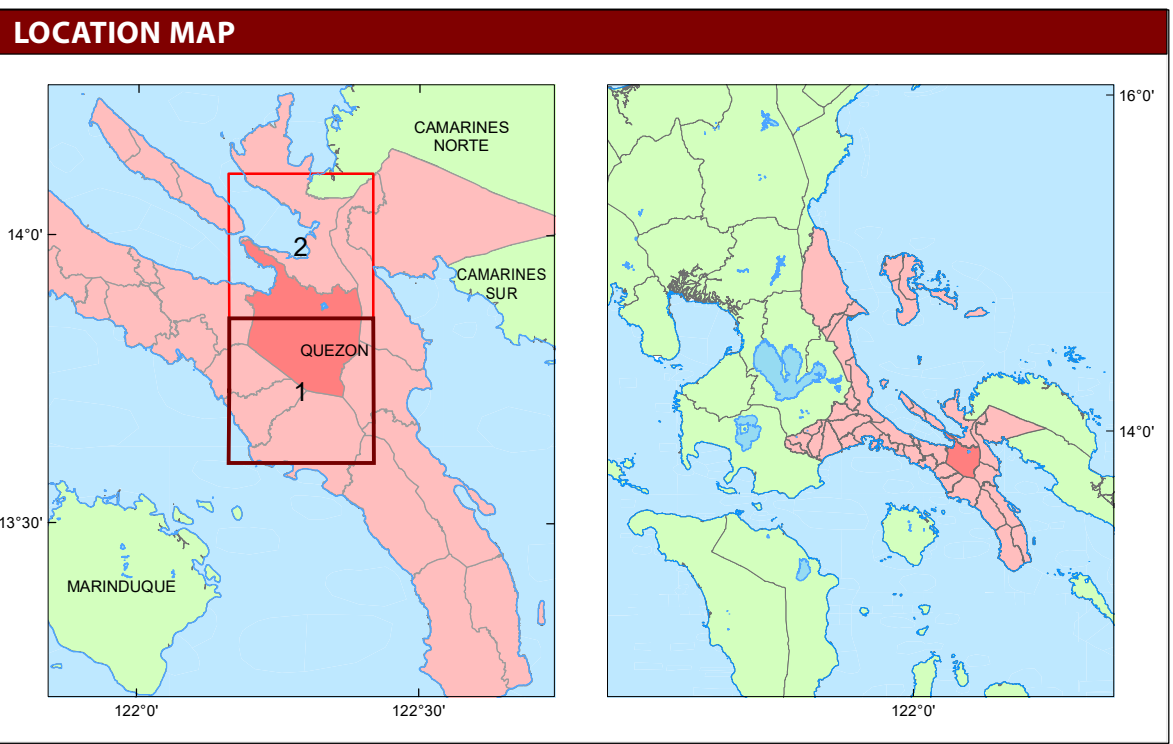 LOCATION MAP
CAMARINES
NORTE
16°0'
14°0'
2
CAMARINES
SUR
QUEZON
1
14°0'
13°30'
MARINDUQUE
122°0'
122°30'
122°0'